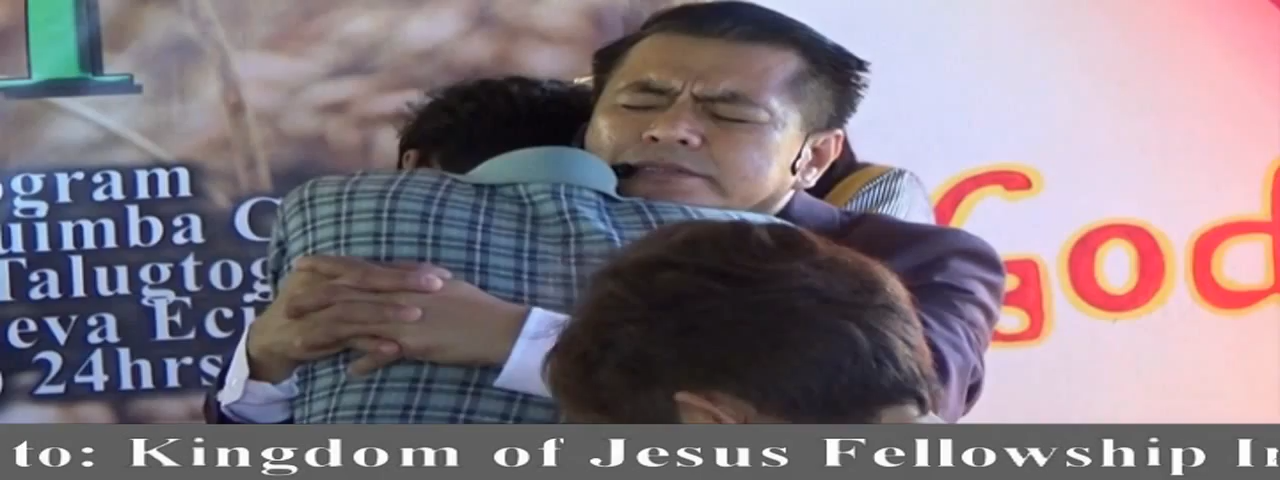 ogram
uimba C
Talugtog
eva Eci
24hrs
God
to: Kingdom of Jesus Fellowship In